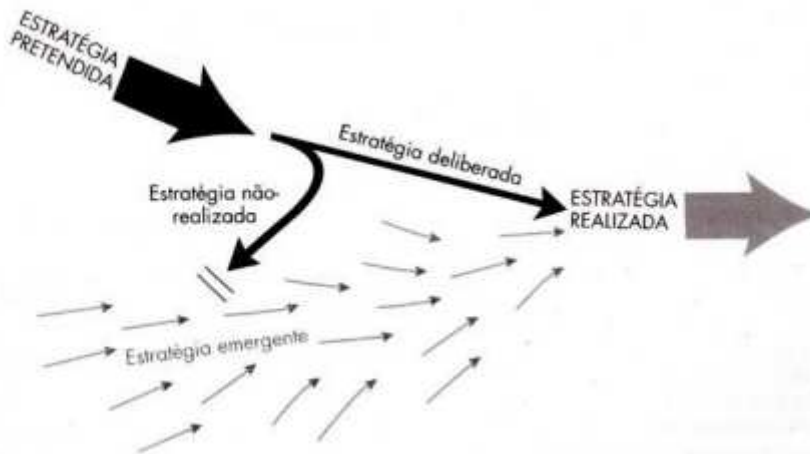 ESTRATÉGIA
PRETENDIDA
Estratégia deliberada
Estratégia não-
realizada
ESTRATÉGIA
REALIZADA
Estratégia emergente